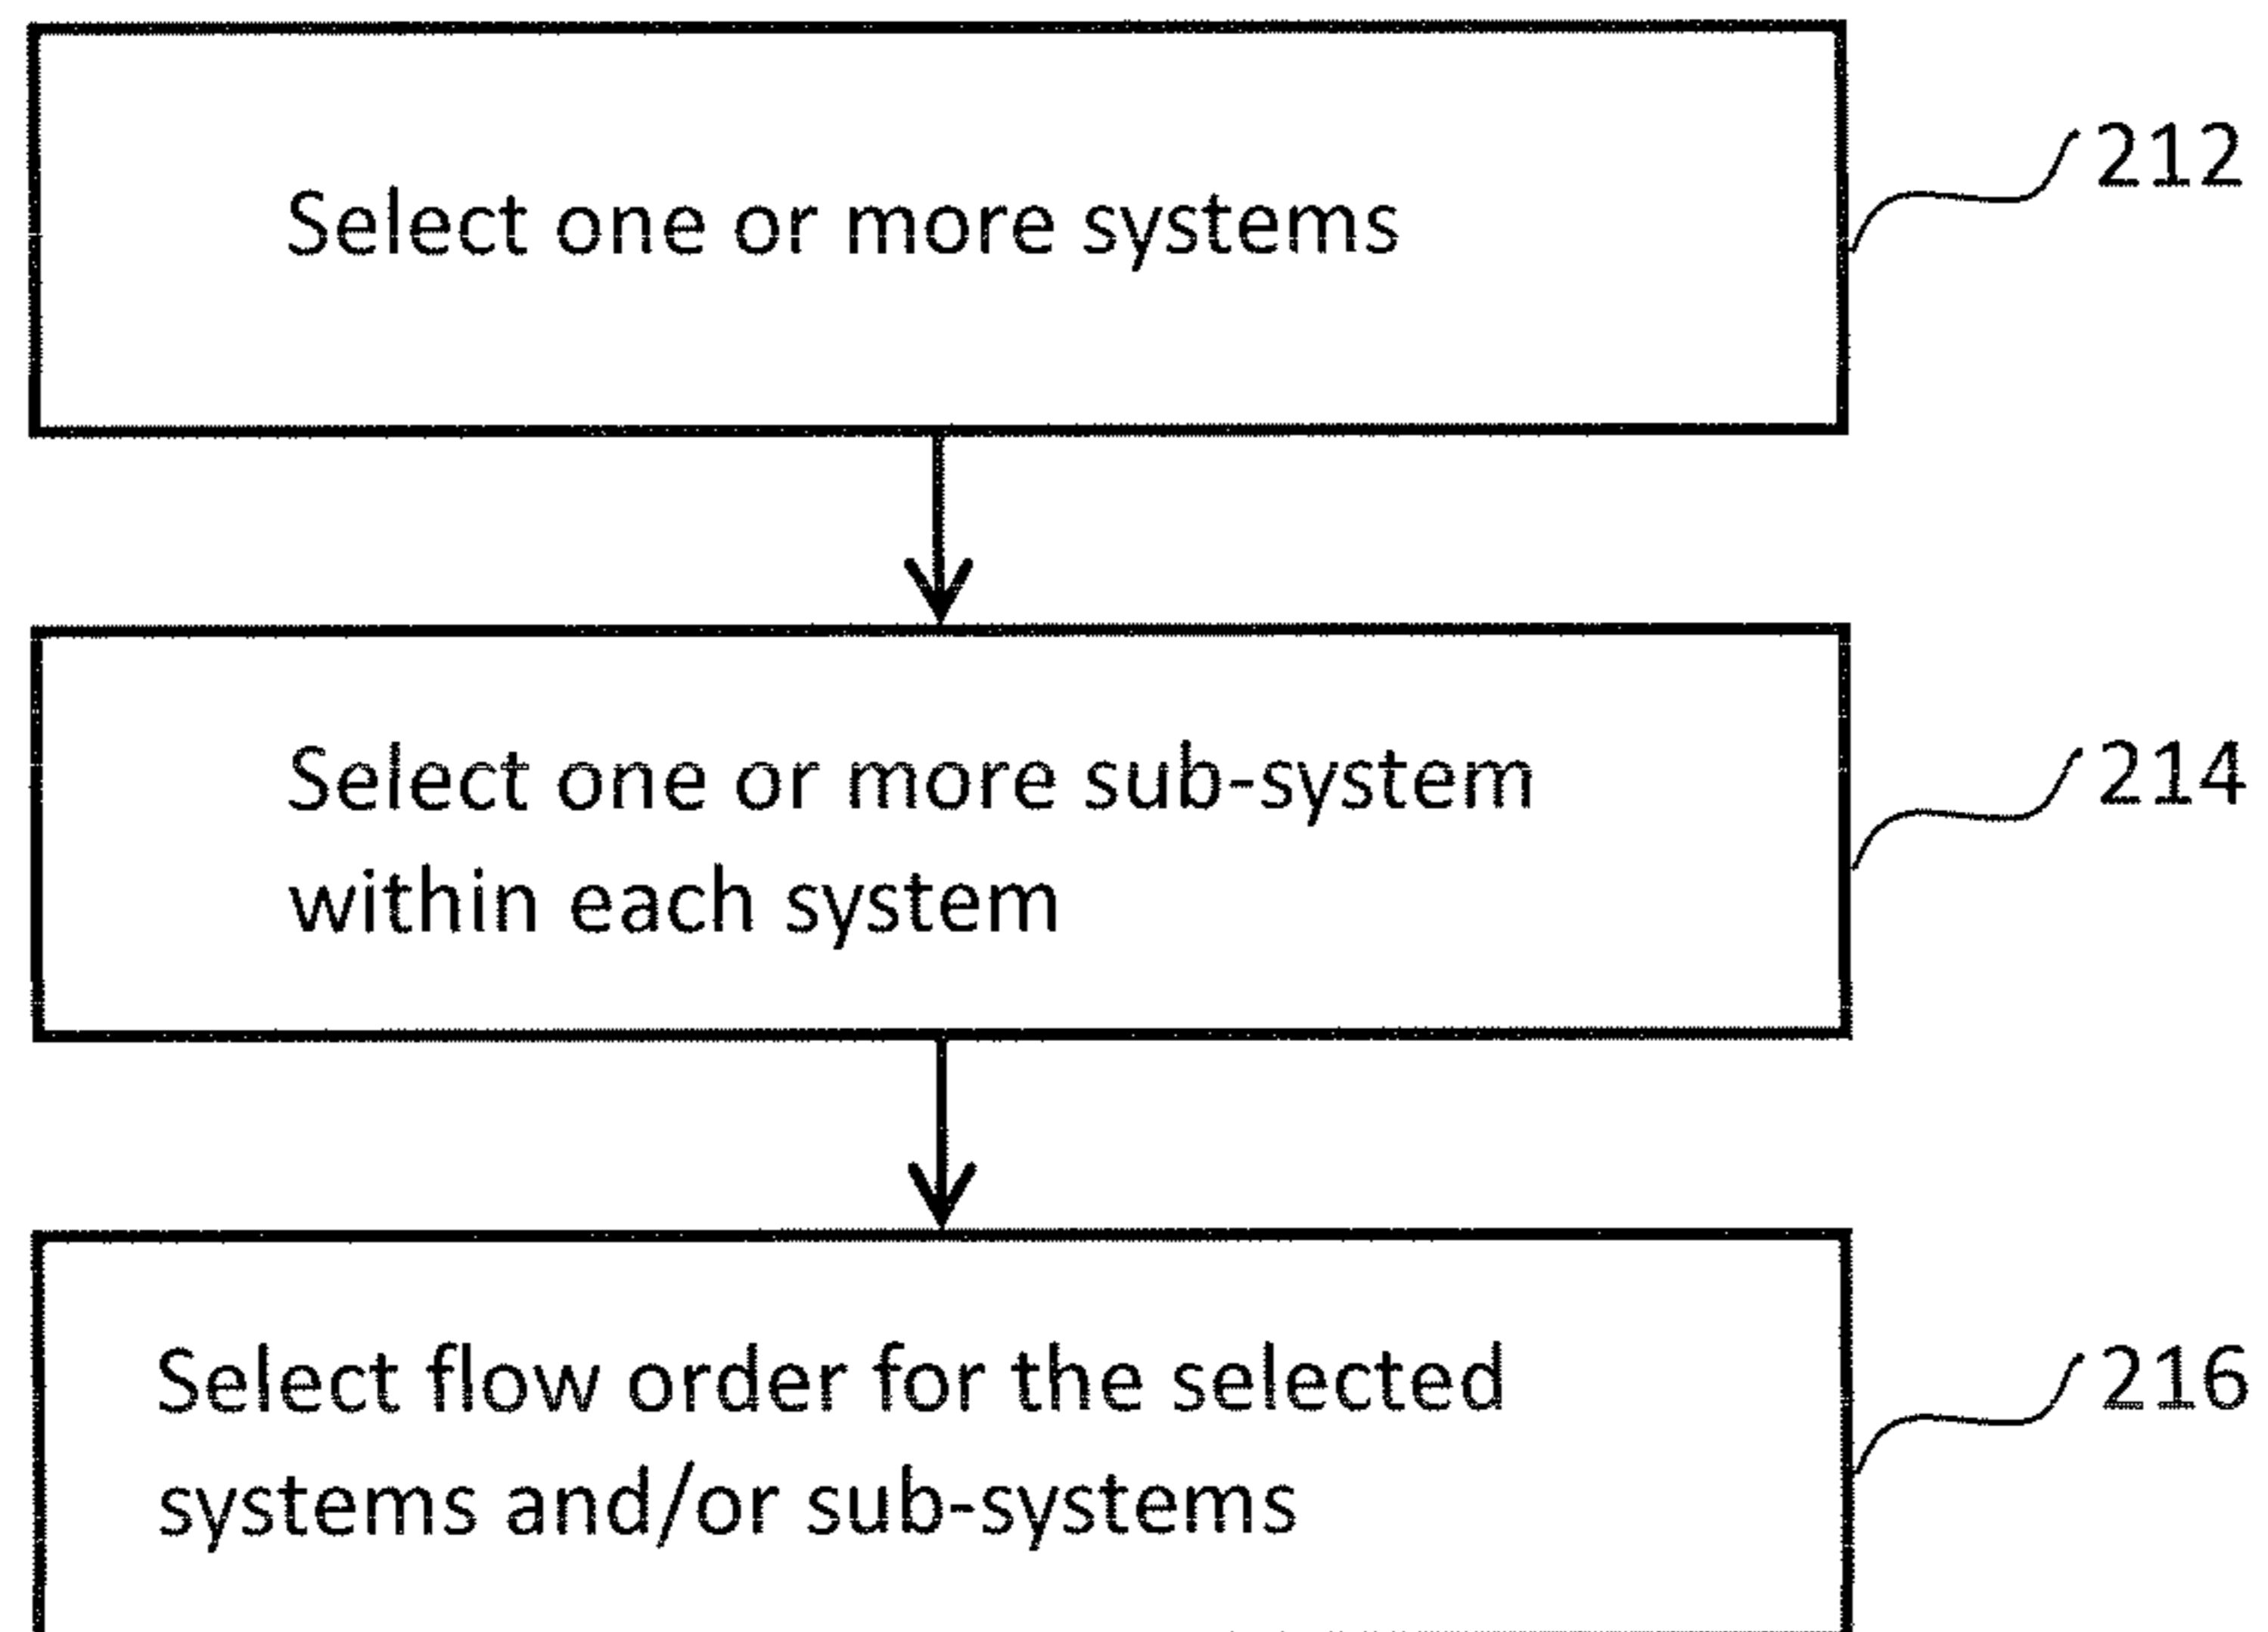 Select one or more systems
212
Select one or more sub-system
within each system
214
Select flow order for the selected
systems and/or sub-systems
216